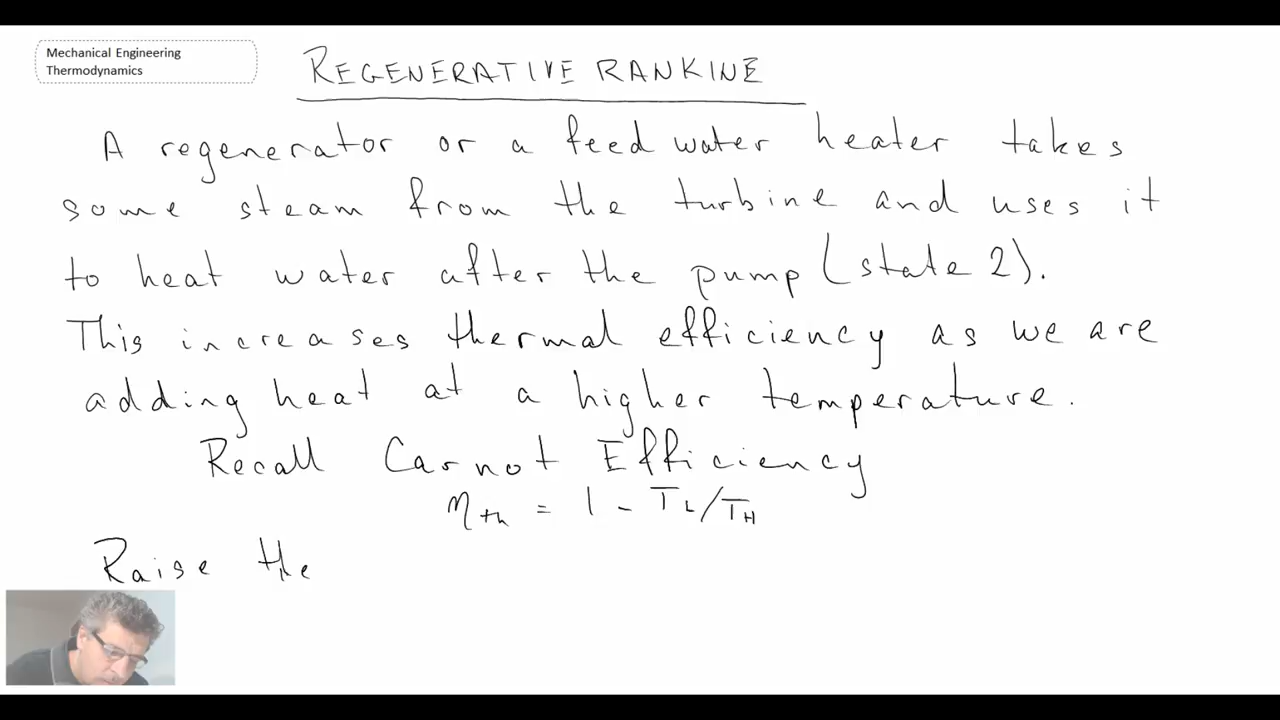 Mechanical Engineering
Thermodynamics
REGENERATIVE RANKINE
A regenerator or a feed water heater takes
some steam from the turbine and uses it
to heat water after the pump (state 2).
This increases thermal efficiency as we are
adding heat at a higher temperature.
Recall Carnot Efficiency
ηth = 1 - TL/TH
Raise the